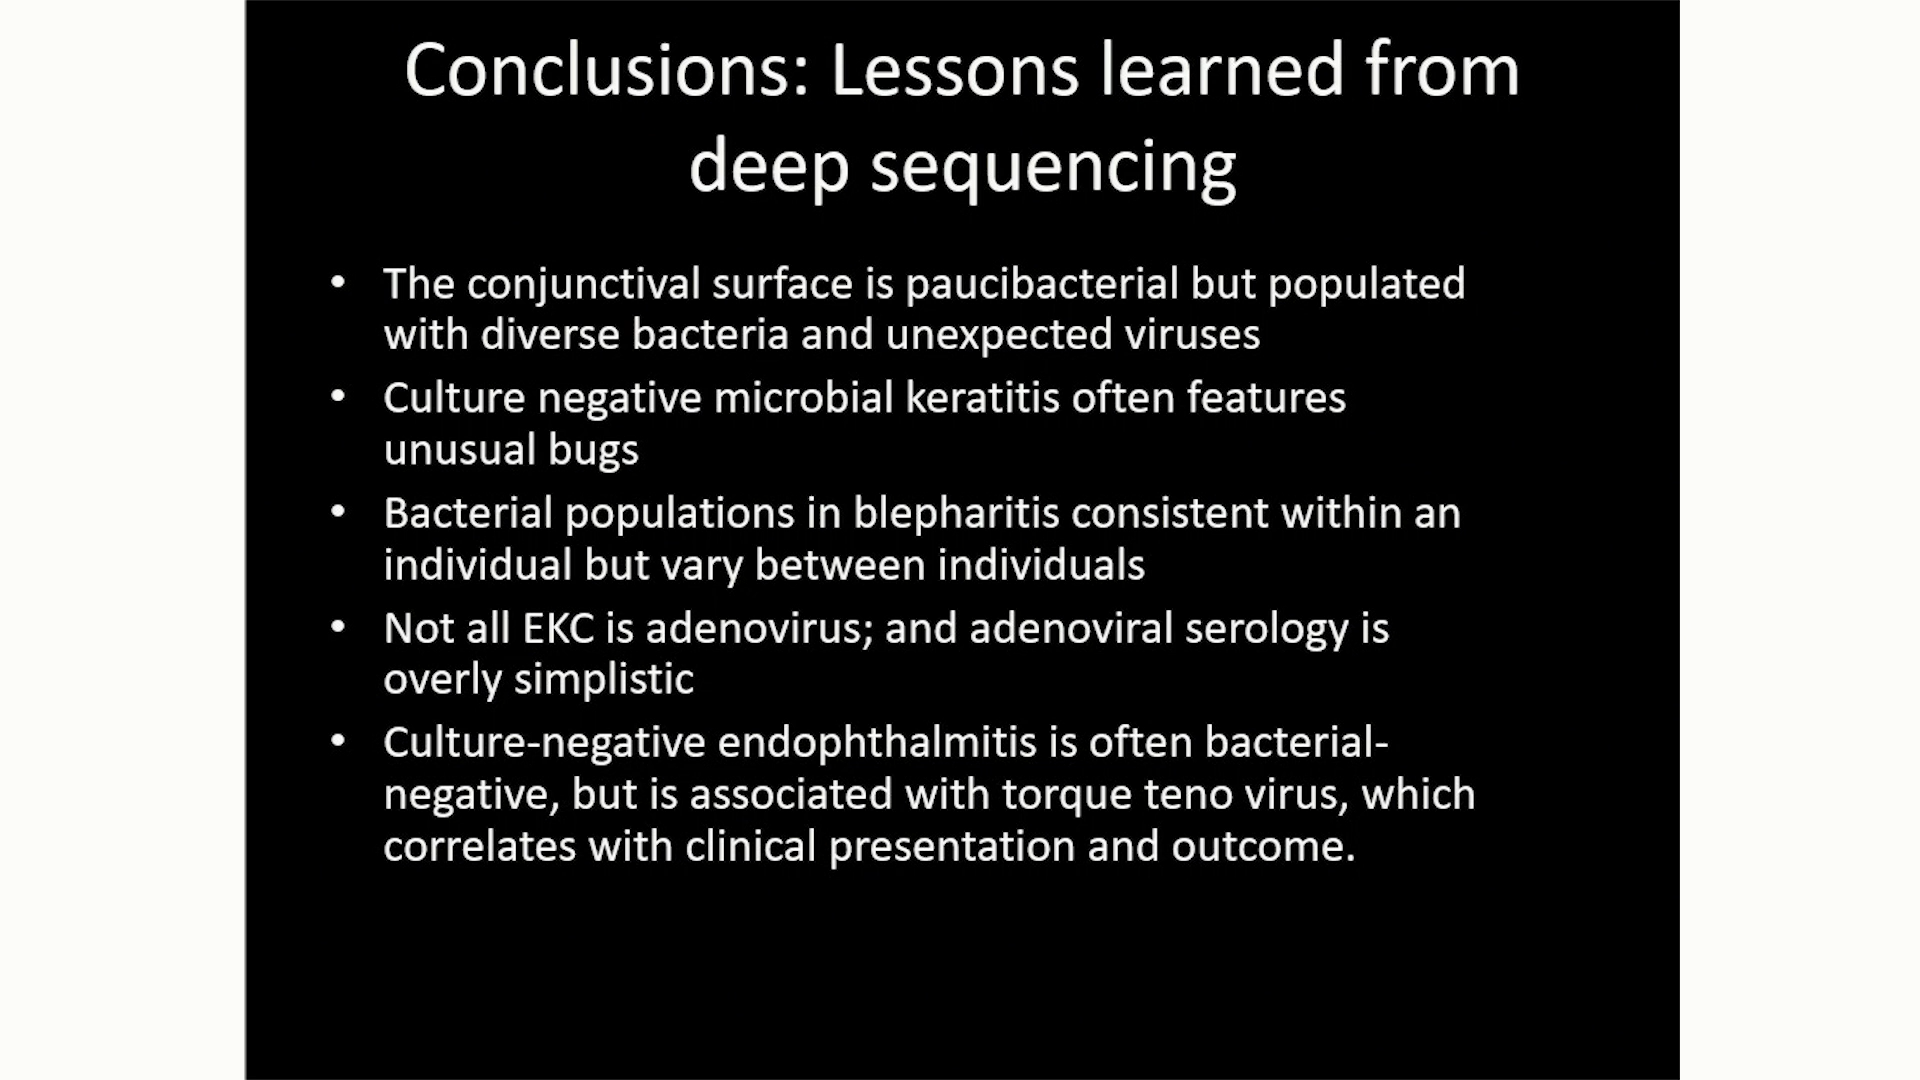 Conclusions: Lessons learned from
deep sequencing
• The conjunctival surface is paucibacterial but populated
with diverse bacteria and unexpected viruses
• Culture negative microbial keratitis often features
unusual bugs
• Bacterial populations in blepharitis consistent within an
individual but vary between individuals
• Not all EKC is adenovirus; and adenoviral serology is
overly simplistic
• Culture-negative endophthalmitis is often bacterial-
negative, but is associated with torque teno virus, which
correlates with clinical presentation and outcome.